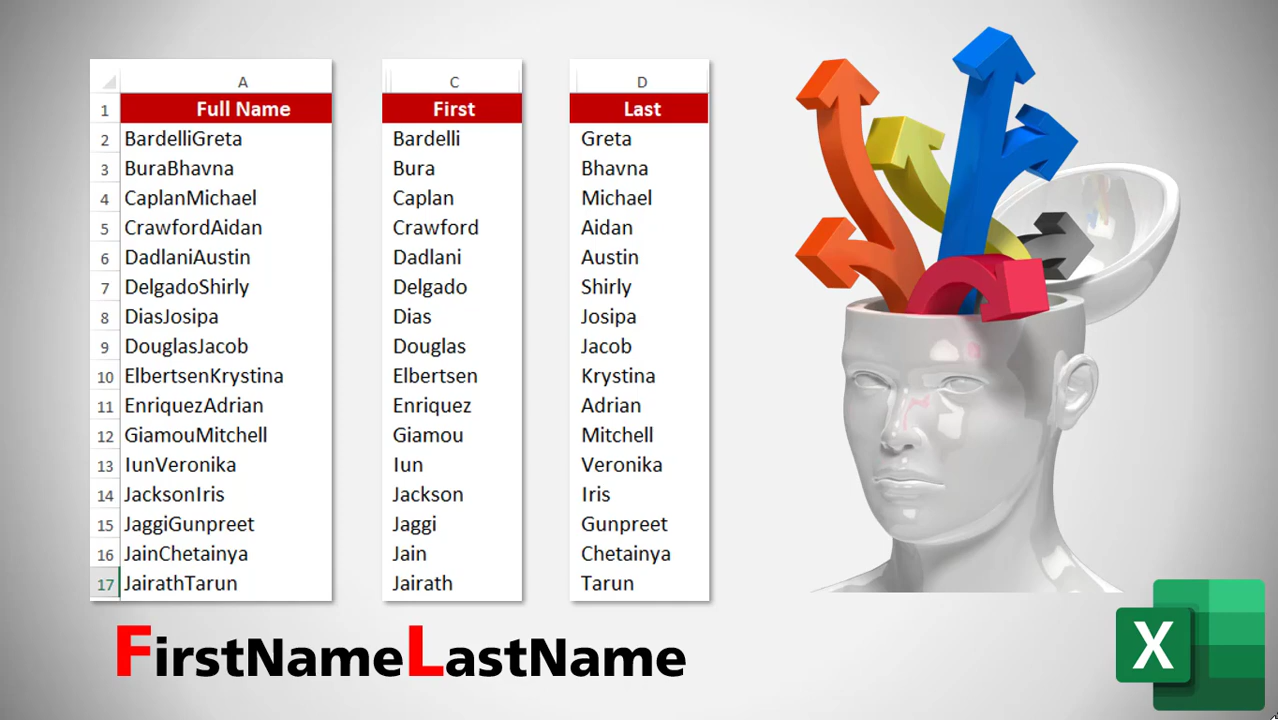 A C D
1 Full Name First Last
2 BardelliGreta Bardelli Greta
3 BuraBhavna Bura Bhavna
4 CaplanMichael Caplan Michael
5 CrawfordAidan Crawford Aidan
6 DadlaniAustin Dadlani Austin
7 DelgadoShirly Delgado Shirly
8 DiasJosipa Dias Josipa
9 DouglasJacob Douglas Jacob
10 ElbertsenKrystina Elbertsen Krystina
11 EnriquezAdrian Enriquez Adrian
12 GiamouMitchell Giamou Mitchell
13 IunVeronika Iun Veronika
14 JacksonIris Jackson Iris
15 JaggiGunpreet Jaggi Gunpreet
16 JainChetainya Jain Chetainya
17 JairathTarun Jairath Tarun
FirstNameLastName
X